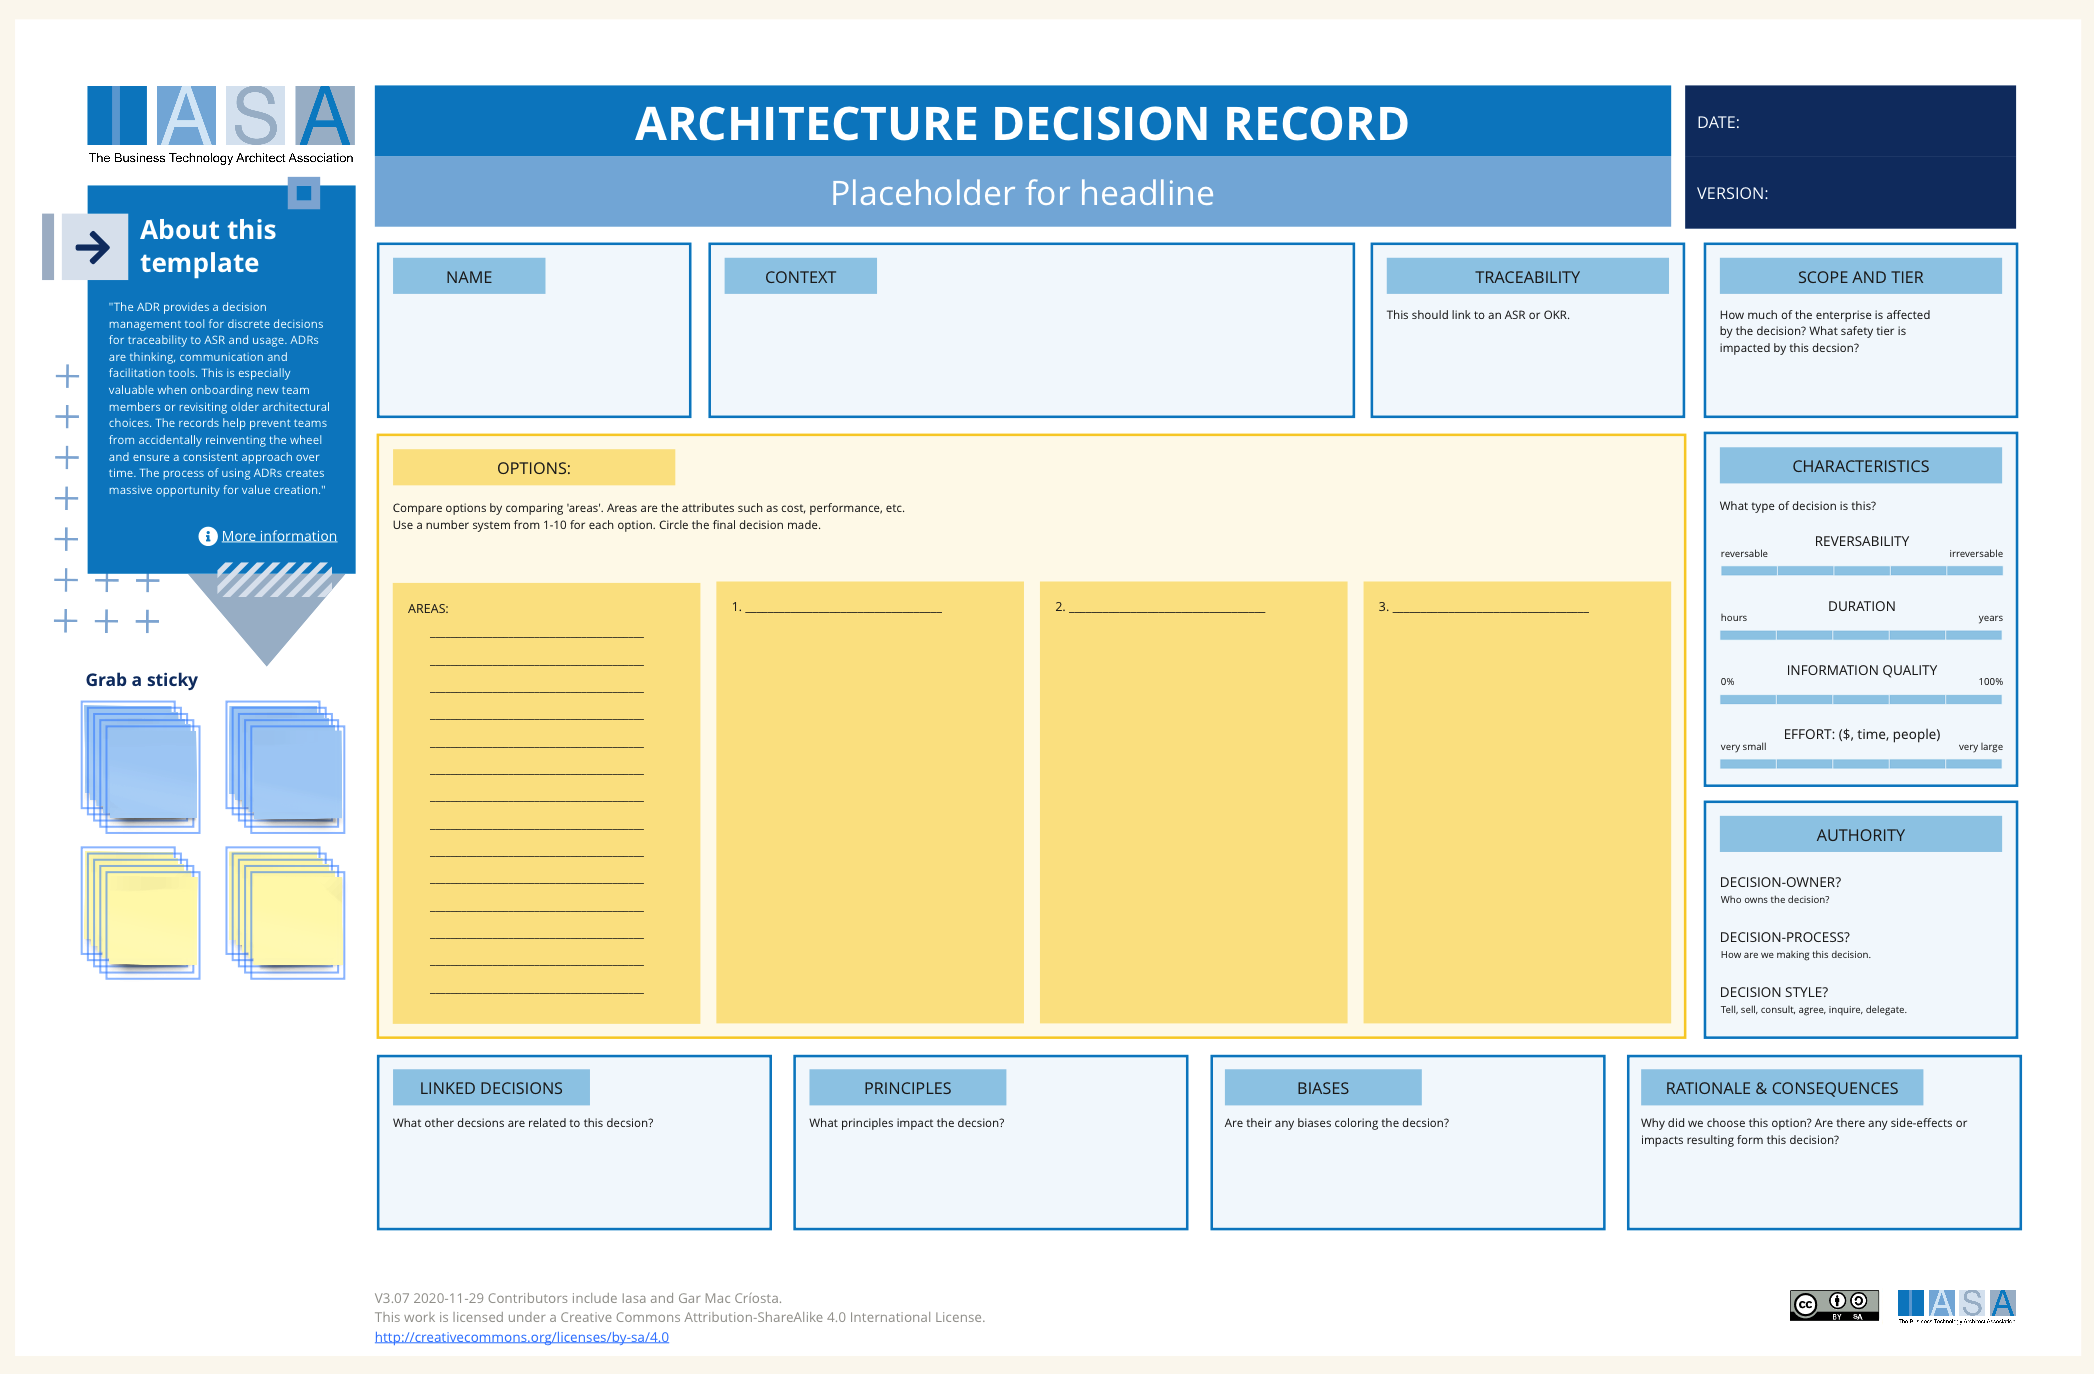 IASA
The Business Technology Architect Association
ARCHITECTURE DECISION RECORD
Placeholder for headline
DATE:
VERSION:
About this
template
"The ADR provides a decision
management tool for discrete decisions
for traceability to ASR and usage. ADRs
are thinking, communication and
facilitation tools. This is especially
valuable when onboarding new team
members or revisiting older architectural
choices. The records help prevent teams
from accidentally reinventing the wheel
and ensure a consistent approach over
time. The process of using ADRs creates
massive opportunity for value creation."
More information
Grab a sticky
NAME
CONTEXT
TRACEABILITY
This should link to an ASR or OKR.
SCOPE AND TIER
How much of the enterprise is affected
by the decision? What safety tier is
impacted by this decsion?
OPTIONS:
Compare options by comparing 'areas'. Areas are the attributes such as cost, performance, etc.
Use a number system from 1-10 for each option. Circle the final decision made.
AREAS:
1. ______________________________
2. ______________________________
3. ______________________________
CHARACTERISTICS
What type of decision is this?
REVERSABILITY
reversable irreversable
DURATION
hours years
INFORMATION QUALITY
0% 100%
EFFORT: ($, time, people)
very small very large
AUTHORITY
DECISION-OWNER?
Who owns the decision?
DECISION-PROCESS?
How are we making this decision.
DECISION STYLE?
Tell, sell, consult, agree, inquire, delegate.
LINKED DECISIONS
What other decsions are related to this decsion?
PRINCIPLES
What principles impact the decsion?
BIASES
Are their any biases coloring the decsion?
RATIONALE & CONSEQUENCES
Why did we choose this option? Are there any side-effects or
impacts resulting form this decision?
V3.07 2020-11-29 Contributors include Iasa and Gar Mac Críosta.
This work is licensed under a Creative Commons Attribution-ShareAlike 4.0 International License.
http://creativecommons.org/licenses/by-sa/4.0
cc
BY SA
IASA
The Business Technology Architect Association